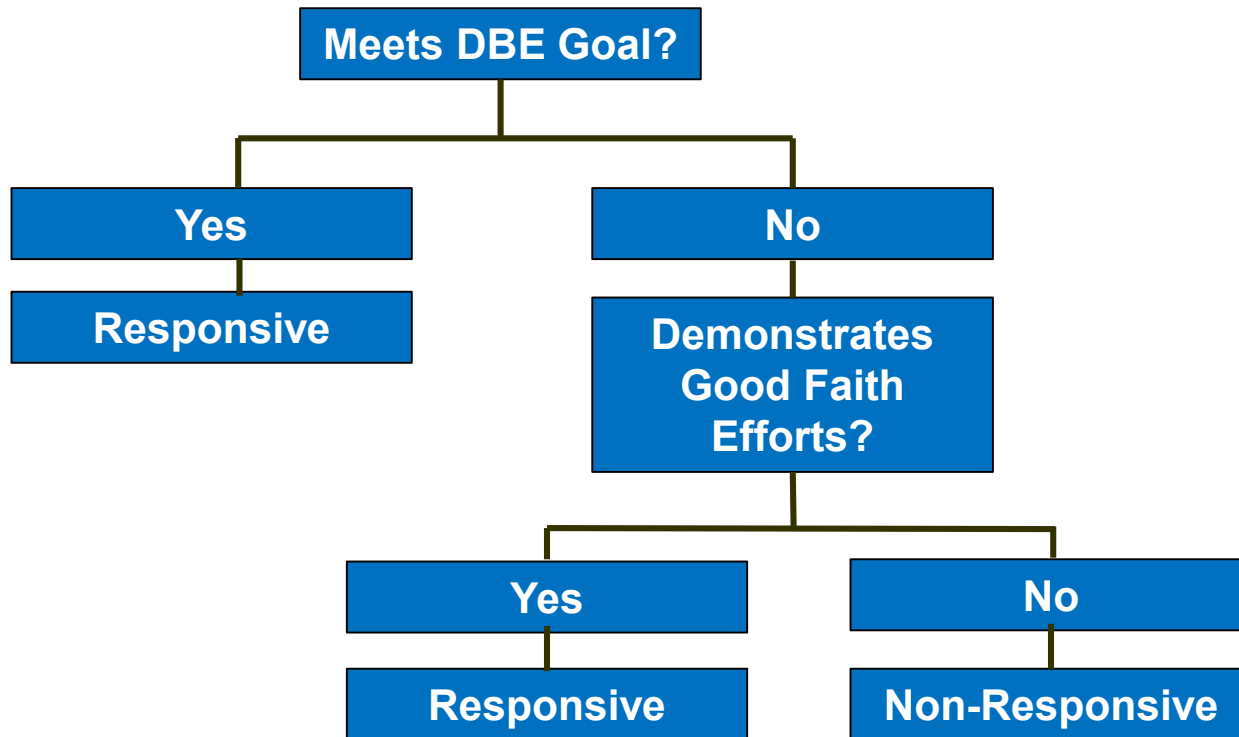 Meets DBE Goal?
Yes
No
Responsive
Demonstrates
Good Faith
Efforts?
Yes
No
Responsive
Non-Responsive